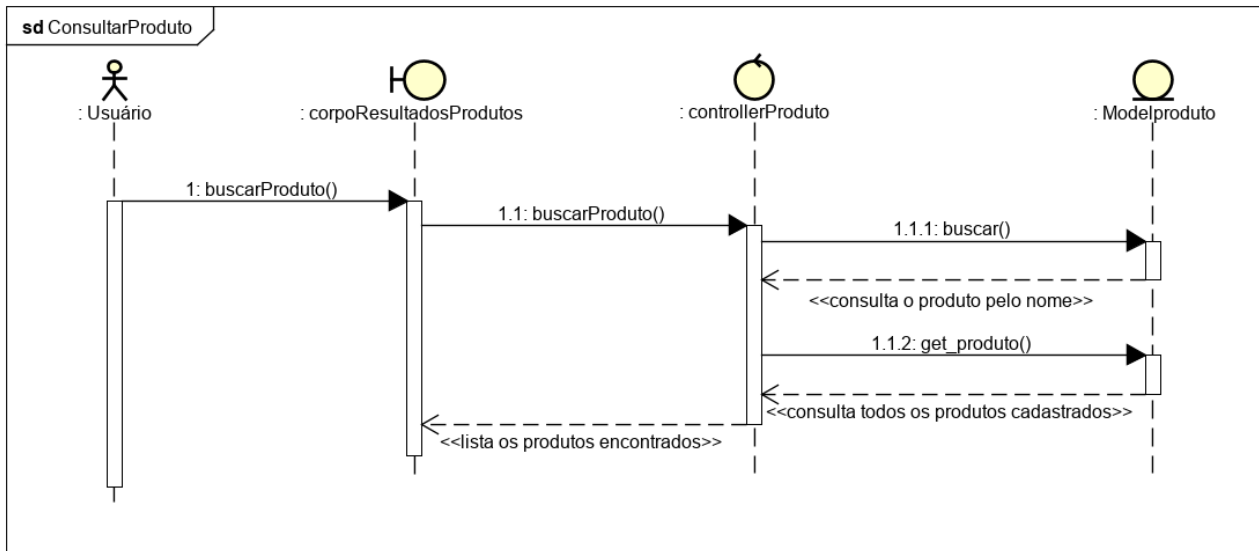 sd ConsultarProduto
: Usuário
: corpoResultadosProdutos
: controllerProduto
: Modelproduto
1: buscarProduto()
1.1: buscarProduto()
1.1.1: buscar()
<<consulta o produto pelo nome>>
1.1.2: get_produto()
<<consulta todos os produtos cadastrados>>
<<lista os produtos encontrados>>